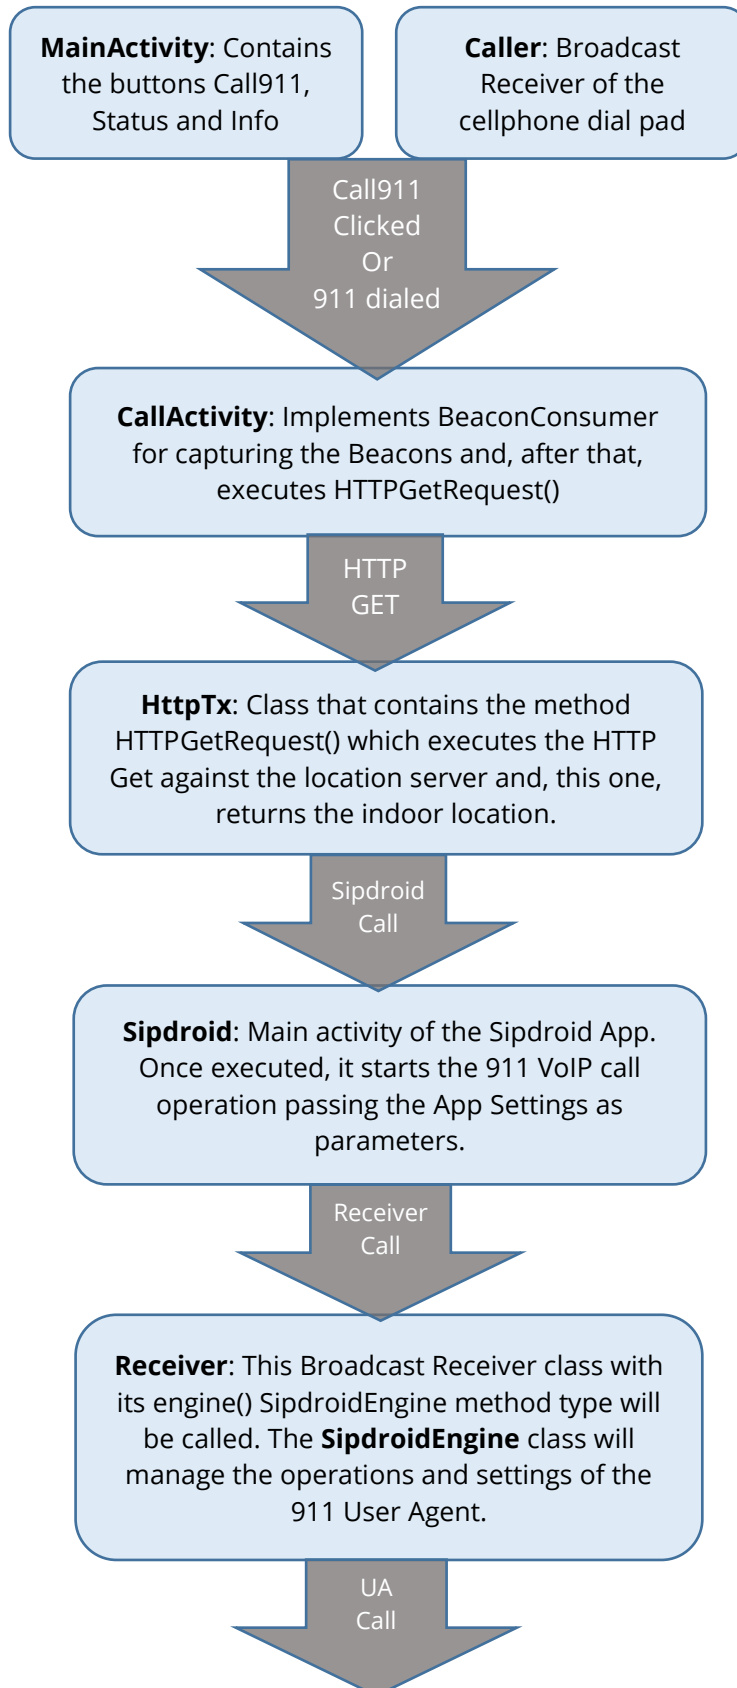 MainActivity: Contains
the buttons Call911,
Status and Info
Caller: Broadcast
Receiver of the
cellphone dial pad
Call911
Clicked
Or
911 dialed
CallActivity: Implements BeaconConsumer
for capturing the Beacons and, after that,
executes HTTPGetRequest()
HTTP
GET
HttpTx: Class that contains the method
HTTPGetRequest() which executes the HTTP
Get against the location server and, this one,
returns the indoor location.
Sipdroid
Call
Sipdroid: Main activity of the Sipdroid App.
Once executed, it starts the 911 VoIP call
operation passing the App Settings as
parameters.
Receiver
Call
Receiver: This Broadcast Receiver class with
its engine() SipdroidEngine method type will
be called. The SipdroidEngine class will
manage the operations and settings of the
911 User Agent.
UA
Call